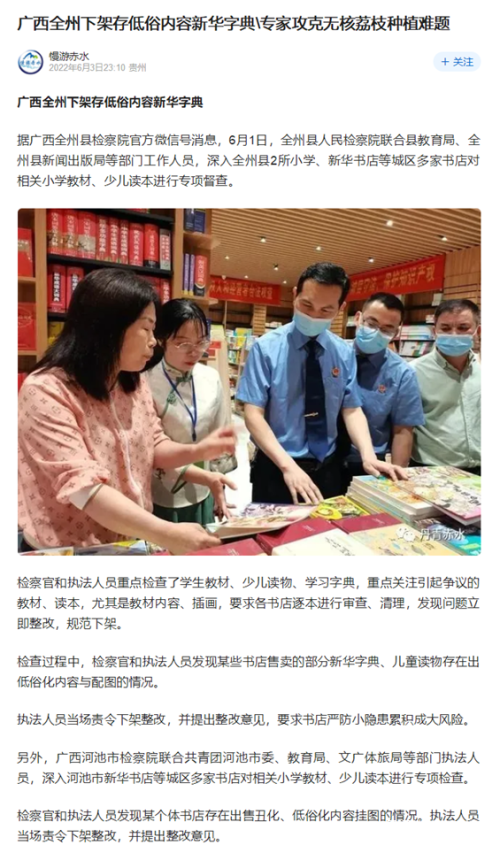 广西全州下架存低俗内容新华字典\专家攻克无核荔枝种植难题
慢游赤水
2022年6月3日23:10 贵州
+ 关注
广西全州下架存低俗内容新华字典
据广西全州县检察院官方微信号消息，6月1日，全州县人民检察院联合县教育局、全
州县新闻出版局等部门工作人员，深入全州县2所小学、新华书店等城区多家书店对
相关小学教材、少儿读本进行专项督查。
保护知识产权
丹青赤水
检察官和执法人员重点检查了学生教材、少儿读物、学习字典，重点关注引起争议的
教材、读本，尤其是教材内容、插画，要求各书店逐本进行审查、清理，发现问题立
即整改，规范下架。
检查过程中，检察官和执法人员发现某些书店售卖的部分新华字典、儿童读物存在出
低俗化内容与配图的情况。
执法人员当场责令下架整改，并提出整改意见，要求书店严防小隐患累积成大风险。
另外，广西河池市检察院联合共青团河池市委、教育局、文广体旅局等部门执法人
员，深入河池市新华书店等城区多家书店对相关小学教材、少儿读本进行专项检查。
检察官和执法人员发现某个体书店存在出售丑化、低俗化内容挂图的情况。执法人员
当场责令下架整改，并提出整改意见。